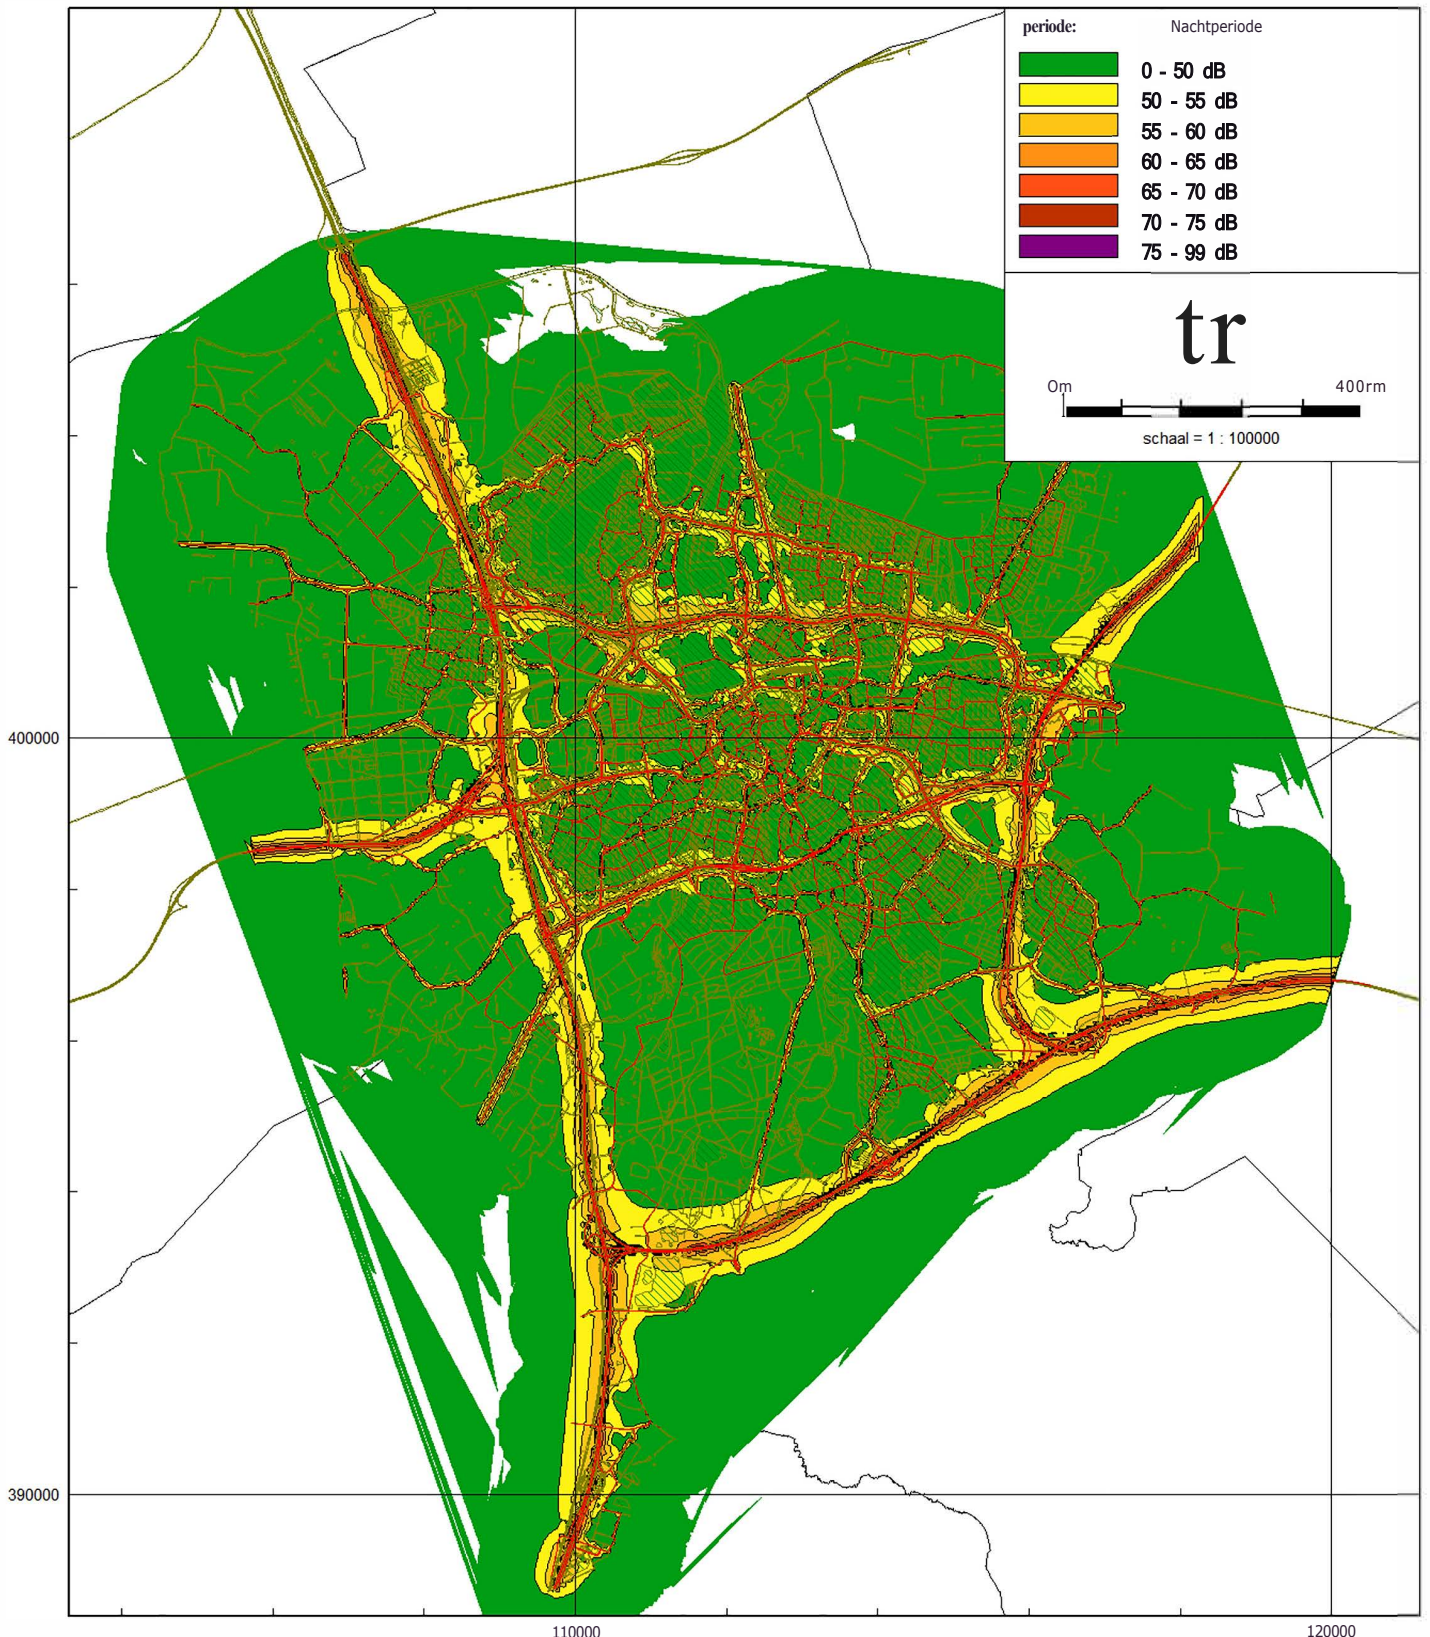 periode: Nachtperiode
0 - 50 dB
50 - 55 dB
55 - 60 dB
60 - 65 dB
65 - 70 dB
70 - 75 dB
75 - 99 dB
tr
Om 400rm
schaal = 1 : 100000
400000
390000
110000 120000